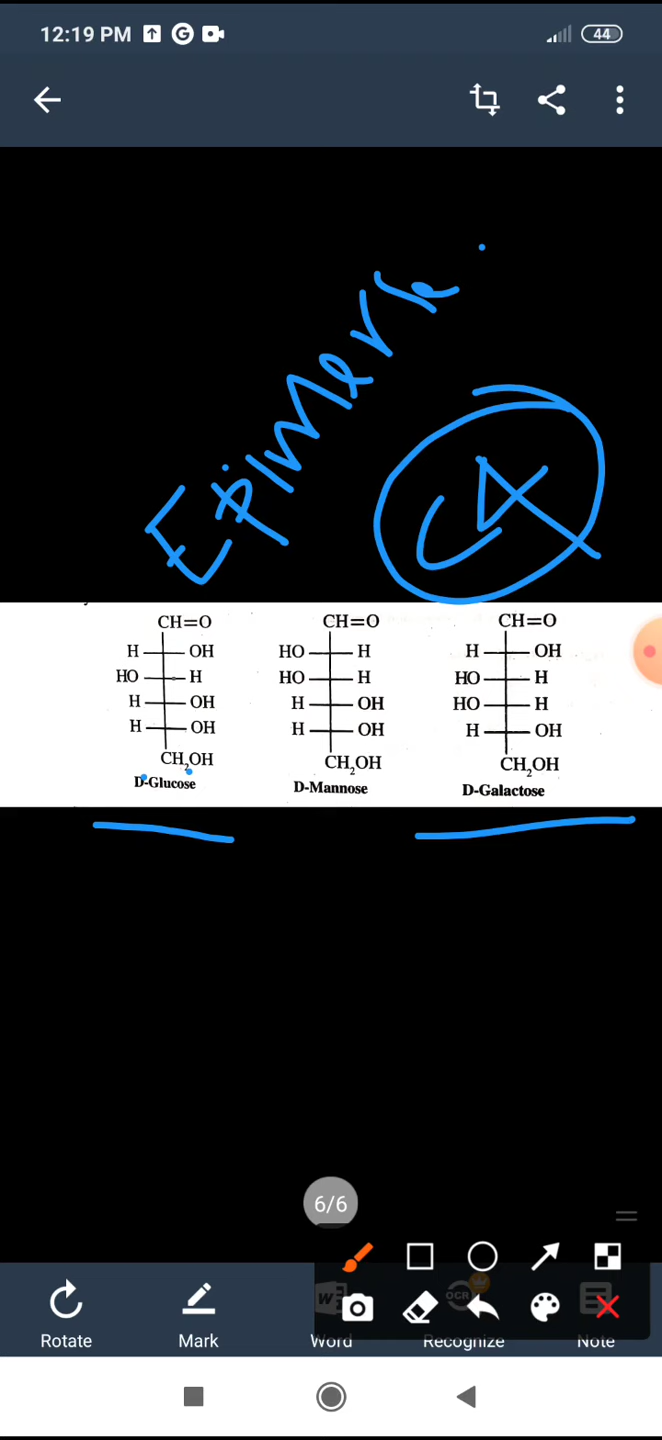 12:19 PM G 44
Epimers.
C4
CH=O CH=O CH=O
H OH HO H H OH
HO H HO H HO H
H OH H OH HO H
H OH H OH H OH
CH₂OH CH₂OH CH₂OH
D-Glucose D-Mannose D-Galactose
6/6
W OCR
Rotate Mark Word Recognize Note